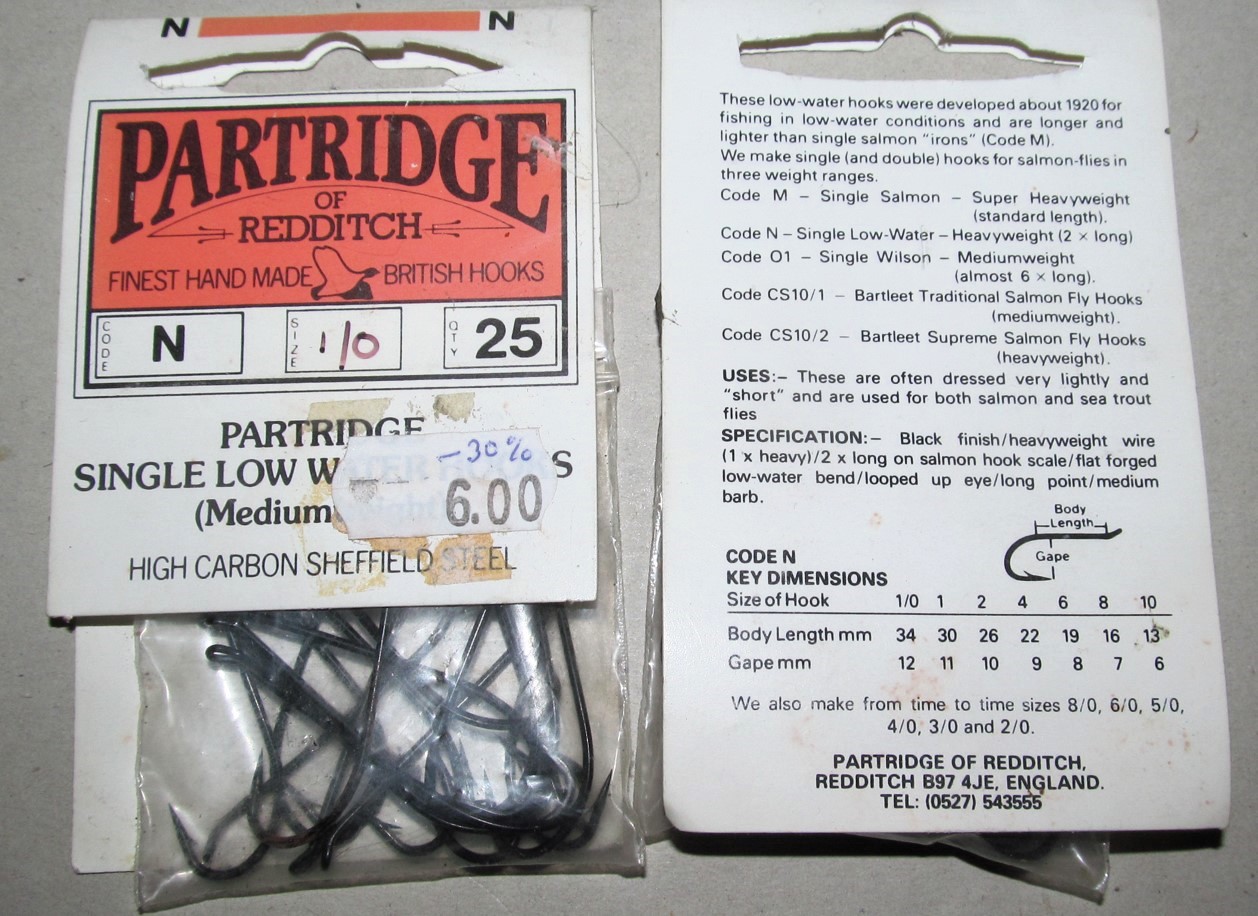 N N
PARTRIDGE
OF
REDDITCH
FINEST HAND MADE BRITISH HOOKS
CODE N SIZE 1/0 QTY 25
PARTRIDGE
SINGLE LOW WATER HOOKS
(Medium
-30%
6.00
HIGH CARBON SHEFFIELD STEEL
These low-water hooks were developed about 1920 for
fishing in low-water conditions and are longer and
lighter than single salmon "irons" (Code M).
We make single (and double) hooks for salmon-flies in
three weight ranges.
Code M – Single Salmon – Super Heavyweight
(standard length).
Code N – Single Low-Water – Heavyweight (2 × long)
Code O1 – Single Wilson – Mediumweight
(almost 6 × long).
Code CS10/1 – Bartleet Traditional Salmon Fly Hooks
(mediumweight).
Code CS10/2 – Bartleet Supreme Salmon Fly Hooks
(heavyweight).
USES:– These are often dressed very lightly and
"short" and are used for both salmon and sea trout
flies
SPECIFICATION:– Black finish/heavyweight wire
(1 x heavy)/2 x long on salmon hook scale/flat forged
low-water bend/looped up eye/long point/medium
barb.
Body
Length
Gape
CODE N
KEY DIMENSIONS
Size of Hook 1/0 1 2 4 6 8 10
Body Length mm 34 30 26 22 19 16 13
Gape mm 12 11 10 9 8 7 6
We also make from time to time sizes 8/0, 6/0, 5/0,
4/0, 3/0 and 2/0.
PARTRIDGE OF REDDITCH,
REDDITCH B97 4JE, ENGLAND.
TEL: (0527) 543555